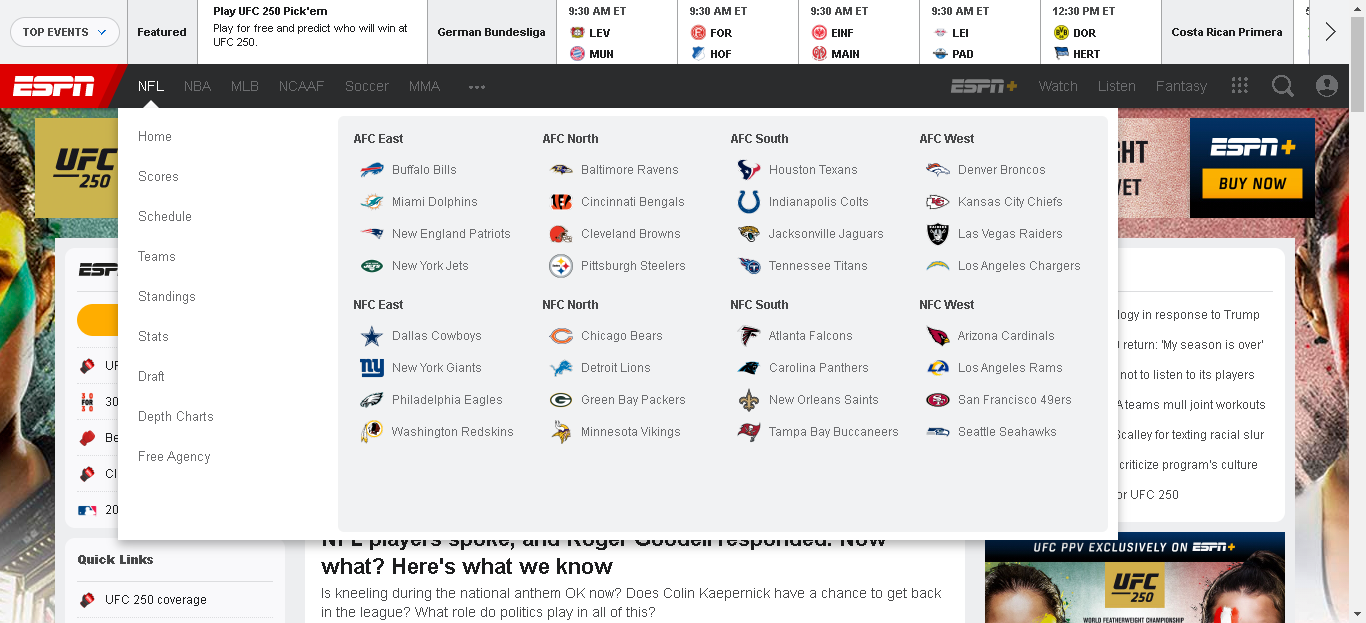 TOP EVENTS
Featured
Play UFC 250 Pick'em
Play for free and predict who will win at
UFC 250.
German Bundesliga
9:30 AM ET
LEV
MUN
9:30 AM ET
FOR
HOF
9:30 AM ET
EINF
MAIN
9:30 AM ET
LEI
PAD
12:30 PM ET
DOR
HERT
Costa Rican Primera
ESPN
NFL
NBA
MLB
NCAAF
Soccer
MMA
ESPN+
Watch
Listen
Fantasy
UFC
250
Home
Scores
Schedule
Teams
Standings
Stats
Draft
Depth Charts
Free Agency
AFC East
Buffalo Bills
Miami Dolphins
New England Patriots
New York Jets
AFC North
Baltimore Ravens
Cincinnati Bengals
Cleveland Browns
Pittsburgh Steelers
AFC South
Houston Texans
Indianapolis Colts
Jacksonville Jaguars
Tennessee Titans
AFC West
Denver Broncos
Kansas City Chiefs
Las Vegas Raiders
Los Angeles Chargers
NFC East
Dallas Cowboys
New York Giants
Philadelphia Eagles
Washington Redskins
NFC North
Chicago Bears
Detroit Lions
Green Bay Packers
Minnesota Vikings
NFC South
Atlanta Falcons
Carolina Panthers
New Orleans Saints
Tampa Bay Buccaneers
NFC West
Arizona Cardinals
Los Angeles Rams
San Francisco 49ers
Seattle Seahawks
ESPN+
BUY NOW
ESP
UF
30
Be
Cl
20
Quick Links
UFC 250 coverage
NFL players spoke, and Roger Goodell responded. Now
what? Here's what we know
Is kneeling during the national anthem OK now? Does Colin Kaepernick have a chance to get back
in the league? What role do politics play in all of this?
logy in response to Trump
return: 'My season is over'
not to listen to its players
A teams mull joint workouts
Scalley for texting racial slur
criticize program's culture
or UFC 250
UFC PPV EXCLUSIVELY ON ESPN+
UFC
250
WORLD FEATHERWEIGHT CHAMPIONSHIP